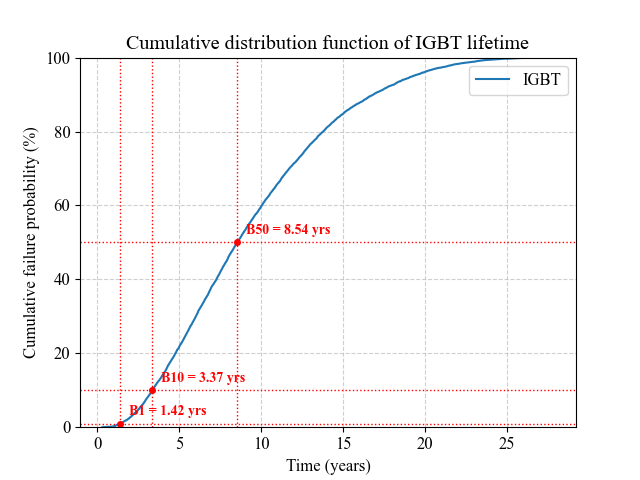 Cumulative distribution function of IGBT lifetime
IGBT
Cumulative failure probability (%)
100
80
60
40
20
0
B50 = 8.54 yrs
B10 = 3.37 yrs
B1 = 1.42 yrs
0 5 10 15 20 25
Time (years)